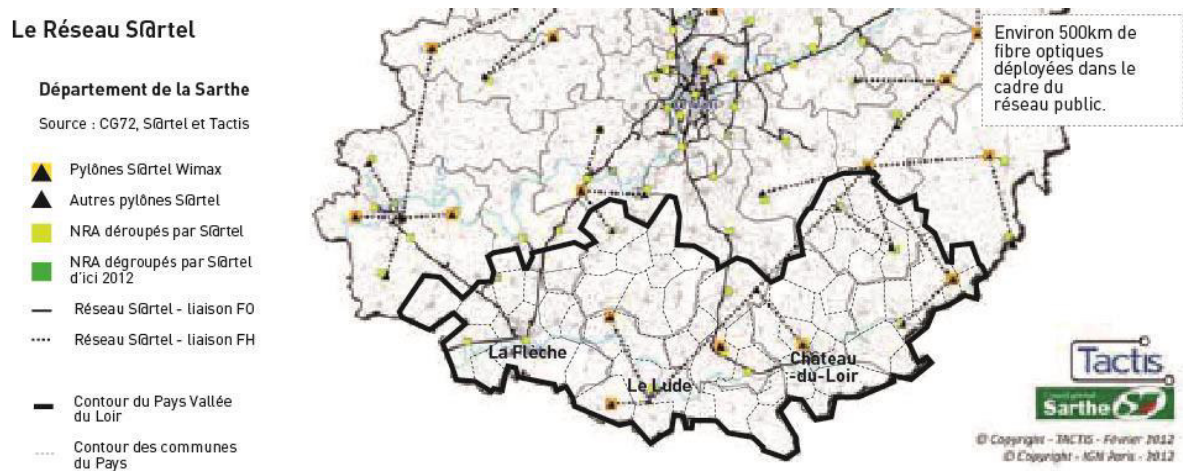 Le Réseau S@rtel
Département de la Sarthe
Source : CG72, S@rtel et Tactis
Pylônes S@rtel Wimax
Autres pylônes S@rtel
NRA déroupés par S@rtel
NRA dégroupés par S@rtel
d'ici 2012
Réseau S@rtel - liaison FO
Réseau S@rtel - liaison FH
Contour du Pays Vallée
du Loir
Contour des communes
du Pays
Environ 500km de
fibre optiques
déployées dans le
cadre du
réseau public.
La Flèche
Le Lude
Château
-du-Loir
Tactis
Sarthe
© Copyright - TACTIS - Février 2012
© Copyright - IGN Paris - 2012